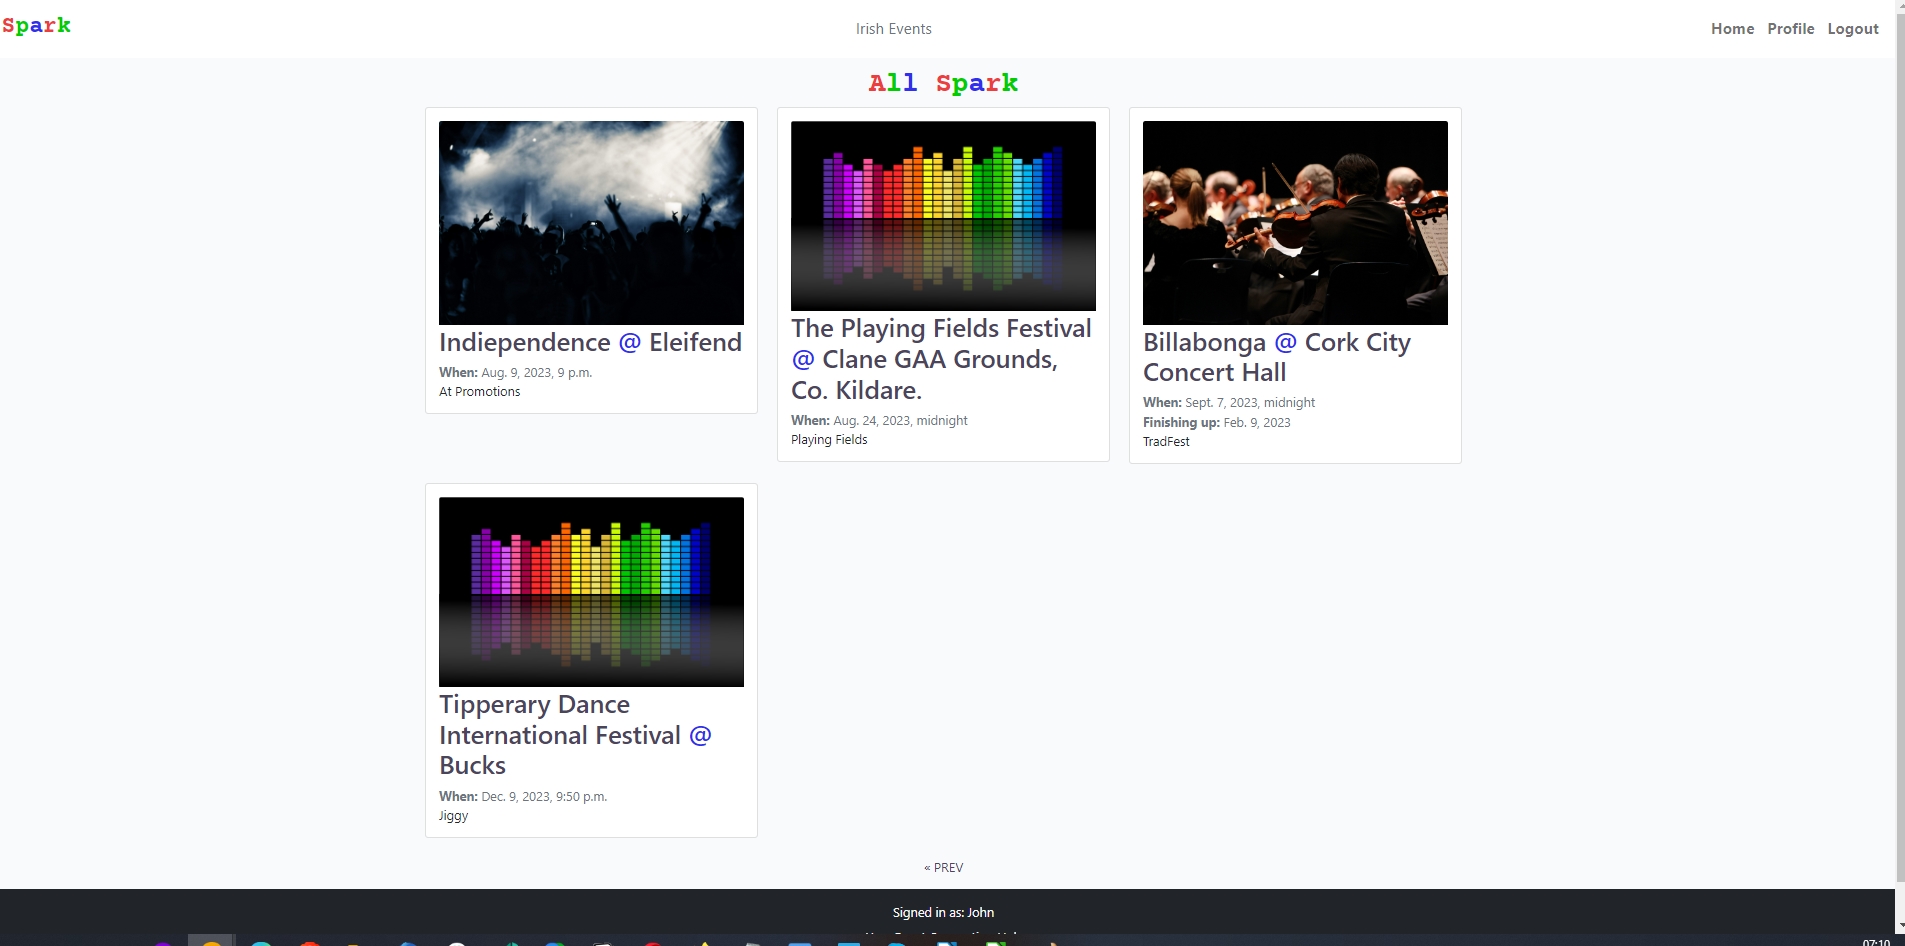 Spark
Irish Events
Home Profile Logout
All Spark
Indiependence @ Eleifend
When: Aug. 9, 2023, 9 p.m.
At Promotions
The Playing Fields Festival
@ Clane GAA Grounds,
Co. Kildare.
When: Aug. 24, 2023, midnight
Playing Fields
Billabonga @ Cork City
Concert Hall
When: Sept. 7, 2023, midnight
Finishing up: Feb. 9, 2023
TradFest
Tipperary Dance
International Festival @
Bucks
When: Dec. 9, 2023, 9:50 p.m.
Jiggy
« PREV
Signed in as: John
07:10